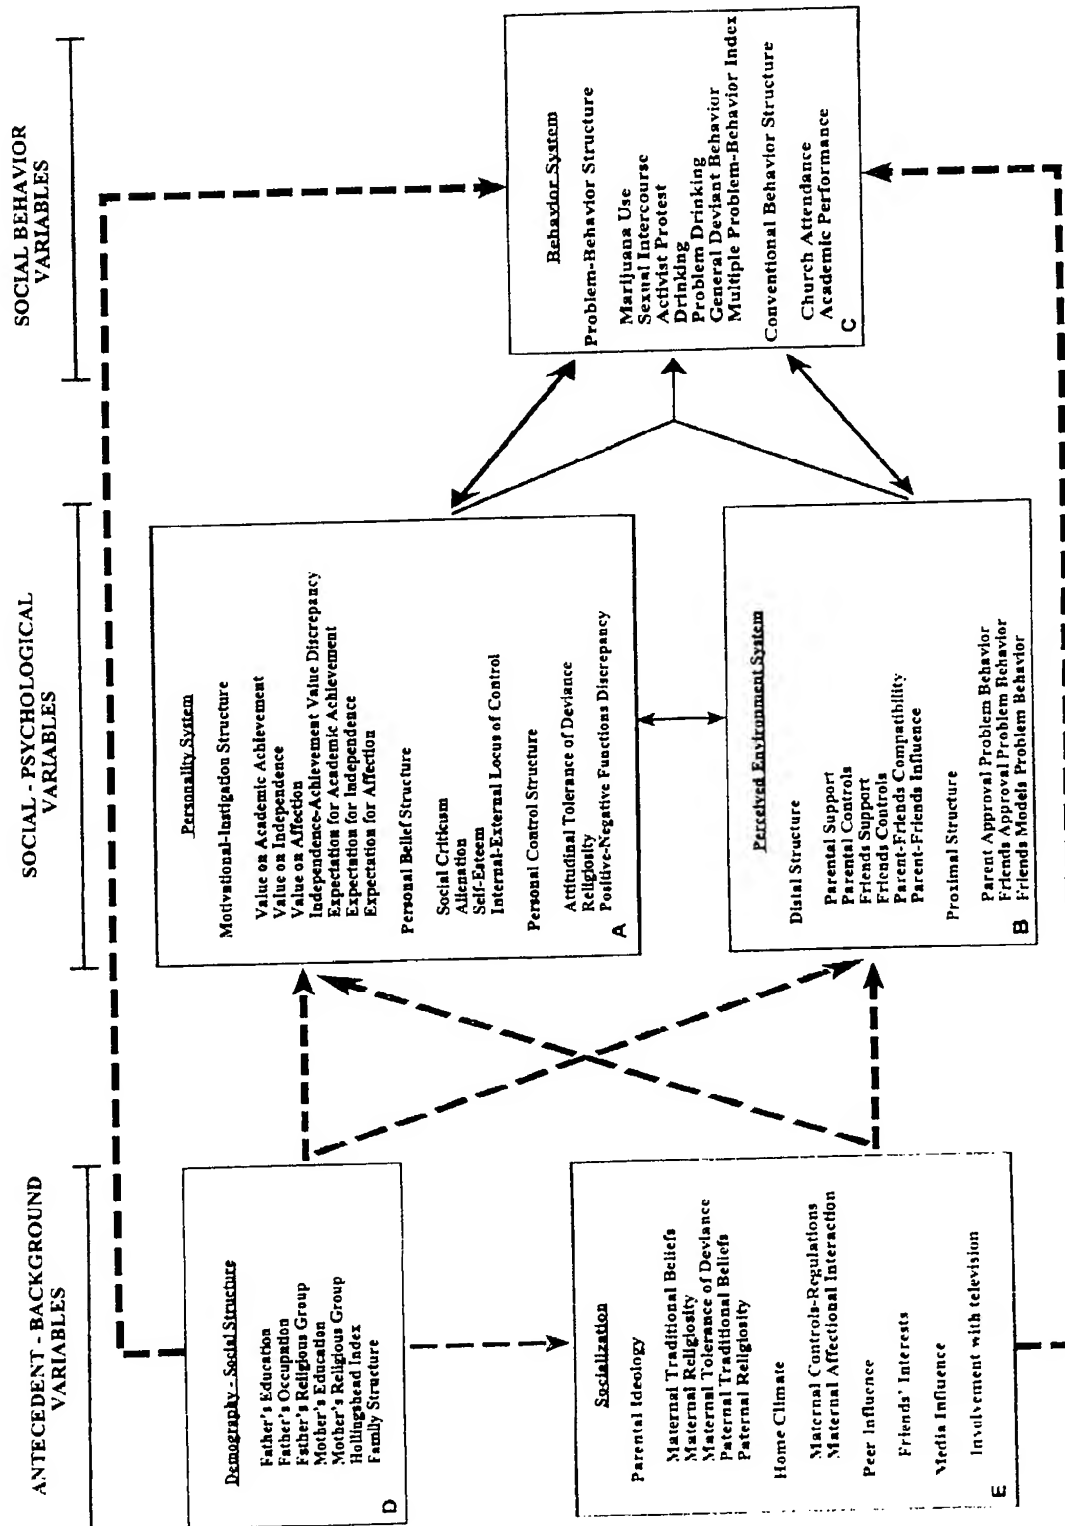 ANTECEDENT - BACKGROUND
VARIABLES
SOCIAL - PSYCHOLOGICAL
VARIABLES
SOCIAL BEHAVIOR
VARIABLES
Demography - Social Structure
Father's Education
Father's Occupation
Father's Religious Group
Mother's Education
Mother's Religious Group
Hollingshead Index
Family Structure
D
Socialization
Parental Ideology
Maternal Traditional Beliefs
Maternal Religiosity
Maternal Tolerance of Deviance
Paternal Traditional Beliefs
Paternal Religiosity
Home Climate
Maternal Controls-Regulations
Maternal Affectional Interaction
Peer Influence
Friends' Interests
Media Influence
Involvement with television
E
Personality System
Motivational-Instigation Structure
Value on Academic Achievement
Value on Independence
Value on Affection
Independence-Achievement Value Discrepancy
Expectation for Academic Achievement
Expectation for Independence
Expectation for Affection
Personal Belief Structure
Social Criticism
Alienation
Self-Esteem
Internal-External Locus of Control
Personal Control Structure
Attitudinal Tolerance of Deviance
Religiosity
Positive-Negative Functions Discrepancy
A
Perceived Environment System
Distal Structure
Parental Support
Parental Controls
Friends Support
Friends Controls
Parent-Friends Compatibility
Parent-Friends Influence
Proximal Structure
Parent Approval Problem Behavior
Friends Approval Problem Behavior
Friends Models Problem Behavior
B
Behavior System
Problem-Behavior Structure
Marijuana Use
Sexual Intercourse
Activist Protest
Drinking
Problem Drinking
General Deviant Behavior
Multiple Problem-Behavior Index
Conventional Behavior Structure
Church Attendance
Academic Performance
C